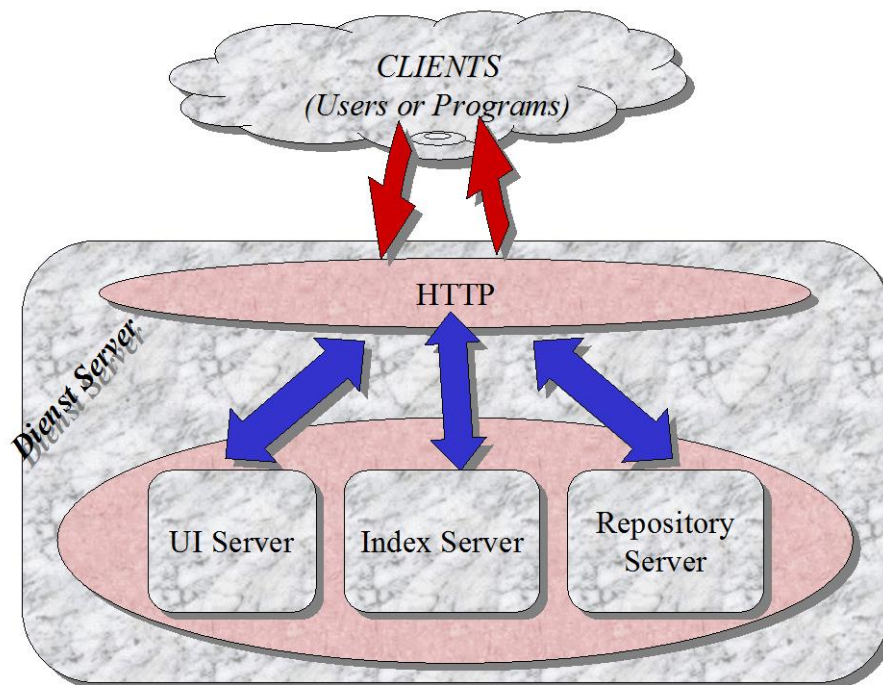 CLIENTS
(Users or Programs)
HTTP
Dienst Server
UI Server
Index Server
Repository
Server